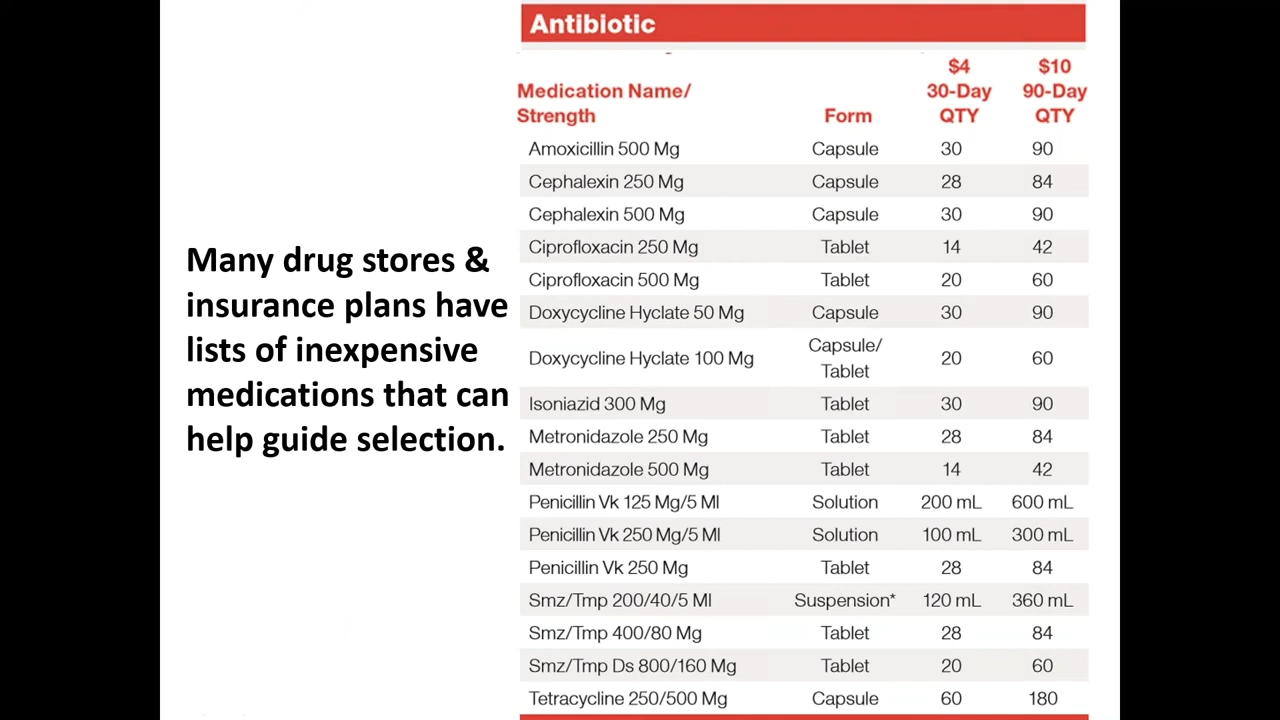 Many drug stores &
insurance plans have
lists of inexpensive
medications that can
help guide selection.
Antibiotic
Medication Name/
Strength
Form
$4
30-Day
QTY
$10
90-Day
QTY
Amoxicillin 500 Mg Capsule 30 90
Cephalexin 250 Mg Capsule 28 84
Cephalexin 500 Mg Capsule 30 90
Ciprofloxacin 250 Mg Tablet 14 42
Ciprofloxacin 500 Mg Tablet 20 60
Doxycycline Hyclate 50 Mg Capsule 30 90
Doxycycline Hyclate 100 Mg Capsule/
Tablet 20 60
Isoniazid 300 Mg Tablet 30 90
Metronidazole 250 Mg Tablet 28 84
Metronidazole 500 Mg Tablet 14 42
Penicillin Vk 125 Mg/5 Ml Solution 200 mL 600 mL
Penicillin Vk 250 Mg/5 Ml Solution 100 mL 300 mL
Penicillin Vk 250 Mg Tablet 28 84
Smz/Tmp 200/40/5 Ml Suspension* 120 mL 360 mL
Smz/Tmp 400/80 Mg Tablet 28 84
Smz/Tmp Ds 800/160 Mg Tablet 20 60
Tetracycline 250/500 Mg Capsule 60 180